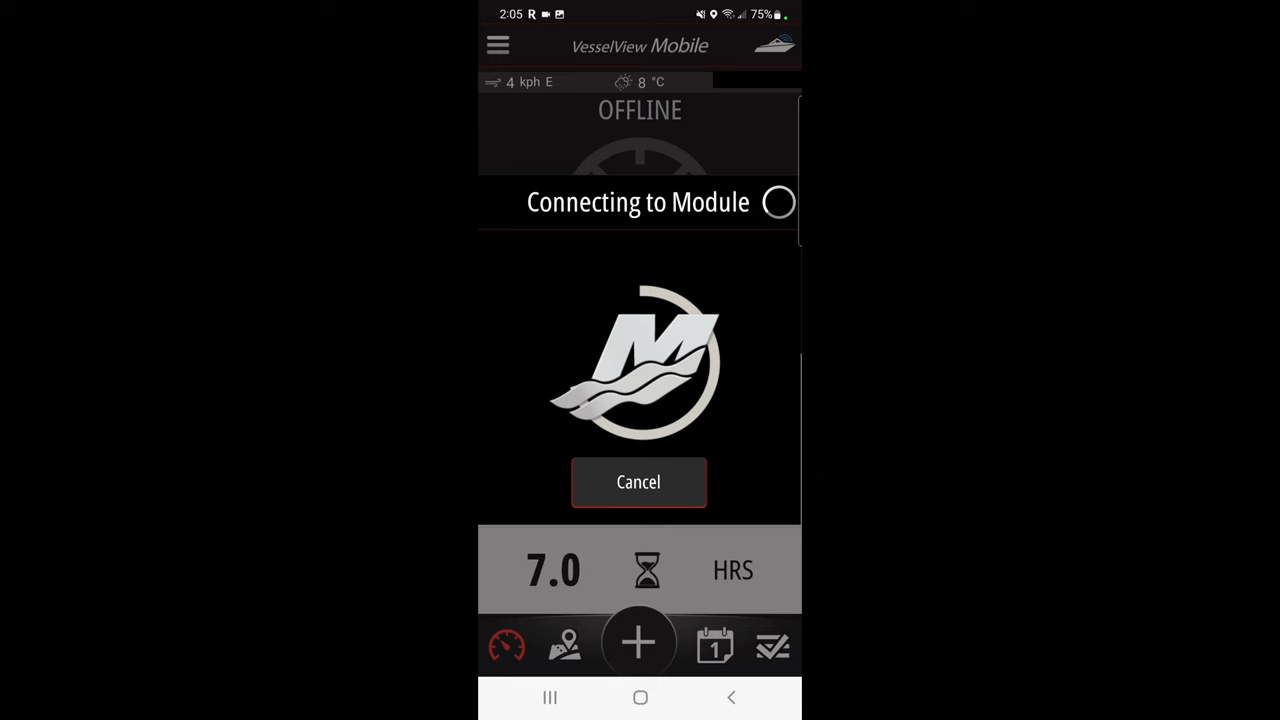 2:05 R 75%
VesselView Mobile
4 kph E 8 °C
OFFLINE
Connecting to Module
M
Cancel
7.0 HRS
1